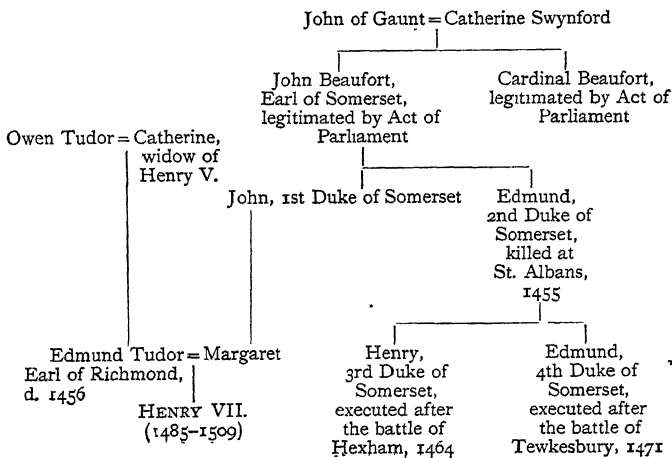 John of Gaunt = Catherine Swynford
John Beaufort,
Earl of Somerset,
legitimated by Act of
Parliament
Cardinal Beaufort,
legitimated by Act of
Parliament
Owen Tudor = Catherine,
widow of
Henry V.
John, 1st Duke of Somerset
Edmund,
2nd Duke of
Somerset,
killed at
St. Albans,
1455
Edmund Tudor = Margaret
Earl of Richmond,
d. 1456
HENRY VII.
(1485–1509)
Henry,
3rd Duke of
Somerset,
executed after
the battle of
Hexham, 1464
Edmund,
4th Duke of
Somerset,
executed after
the battle of
Tewkesbury, 1471